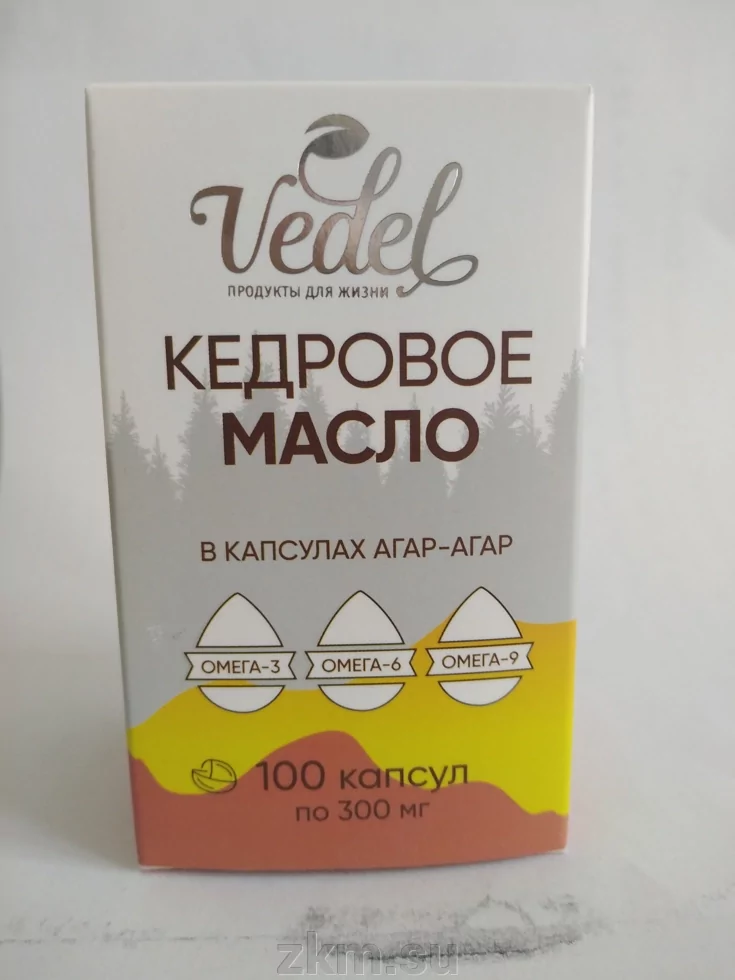 Vedel
ПРОДУКТЫ ДЛЯ ЖИЗНИ
КЕДРОВОЕ
МАСЛО
В КАПСУЛАХ АГАР-АГАР
ОМЕГА-3 ОМЕГА-6 ОМЕГА-9
100 капсул
по 300 мг
zkm.su